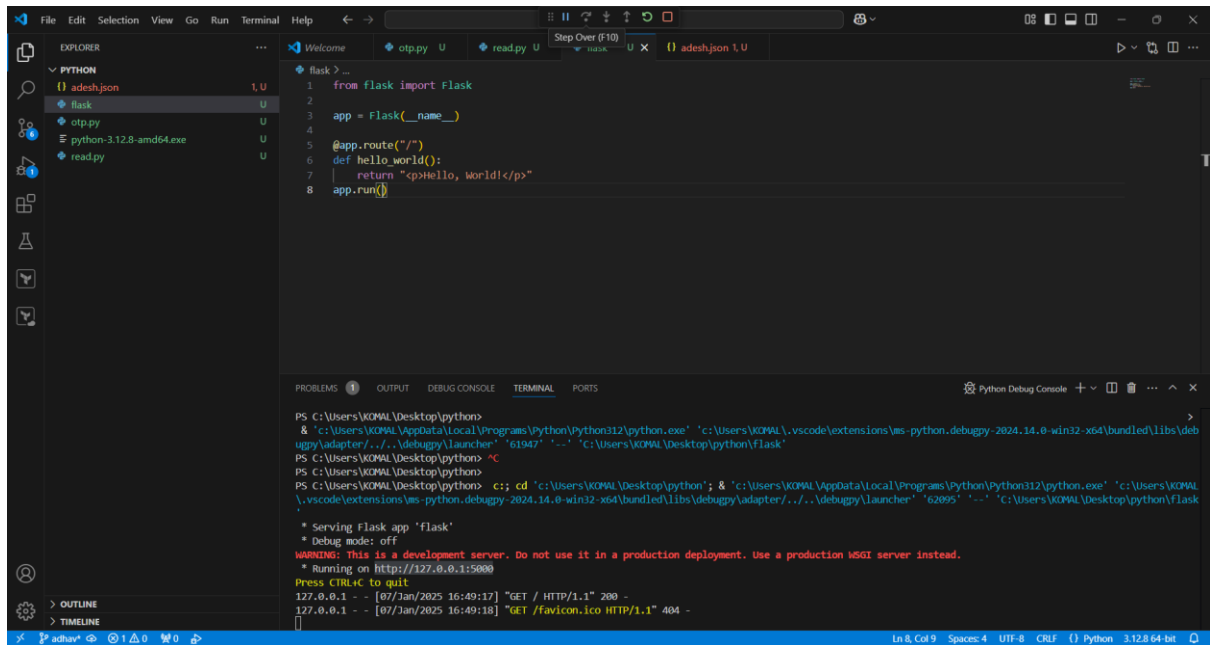 File Edit Selection View Go Run Terminal Help
Step Over (F10)
EXPLORER
PYTHON
adesh.json 1, U
flask U
otp.py U
python-3.12.8-amd64.exe U
read.py U
OUTLINE
TIMELINE
Welcome otp.py U read.py U flask U adesh.json 1, U
flask > ...
1 from flask import Flask
2
3 app = Flask(__name__)
4
5 @app.route("/")
6 def hello_world():
7 return "<p>Hello, World!</p>"
8 app.run()
PROBLEMS 1 OUTPUT DEBUG CONSOLE TERMINAL PORTS
Python Debug Console
PS C:\Users\KOMAL\Desktop\python>
& 'c:\Users\KOMAL\AppData\Local\Programs\Python\Python312\python.exe' 'c:\Users\KOMAL\.vscode\extensions\ms-python.debugpy-2024.14.0-win32-x64\bundled\libs\deb
ugpy\adapter/../..\debugpy\launcher' '61947' '--' 'C:\Users\KOMAL\Desktop\python\flask'
PS C:\Users\KOMAL\Desktop\python> ^C
PS C:\Users\KOMAL\Desktop\python>
PS C:\Users\KOMAL\Desktop\python> c:; cd 'c:\Users\KOMAL\Desktop\python'; & 'c:\Users\KOMAL\AppData\Local\Programs\Python\Python312\python.exe' 'c:\Users\KOMAL
\.vscode\extensions\ms-python.debugpy-2024.14.0-win32-x64\bundled\libs\debugpy\adapter/../..\debugpy\launcher' '62095' '--' 'C:\Users\KOMAL\Desktop\python\flask
'
* Serving Flask app 'flask'
* Debug mode: off
WARNING: This is a development server. Do not use it in a production deployment. Use a production WSGI server instead.
* Running on http://127.0.0.1:5000
Press CTRL+C to quit
127.0.0.1 - - [07/Jan/2025 16:49:17] "GET / HTTP/1.1" 200 -
127.0.0.1 - - [07/Jan/2025 16:49:18] "GET /favicon.ico HTTP/1.1" 404 -
adhav* 1 0 0 Ln 8, Col 9 Spaces: 4 UTF-8 CRLF {} Python 3.12.8 64-bit